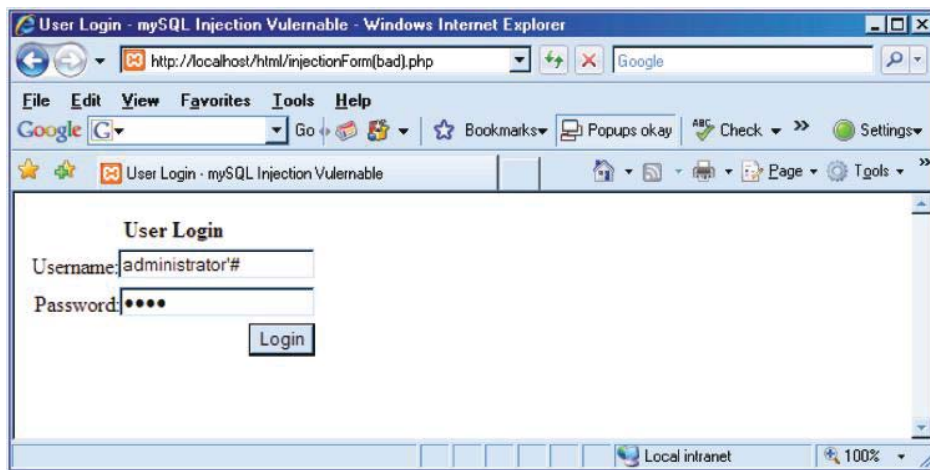 User Login - mySQL Injection Vulernable - Windows Internet Explorer
http://localhost/html/injectionForm(bad).php
Google
File Edit View Favorites Tools Help
Google G Go Bookmarks Popups okay ABC Check » Settings
User Login - mySQL Injection Vulernable Page Tools »
User Login
Username: administrator'#
Password: ••••
Login
Local intranet 100%